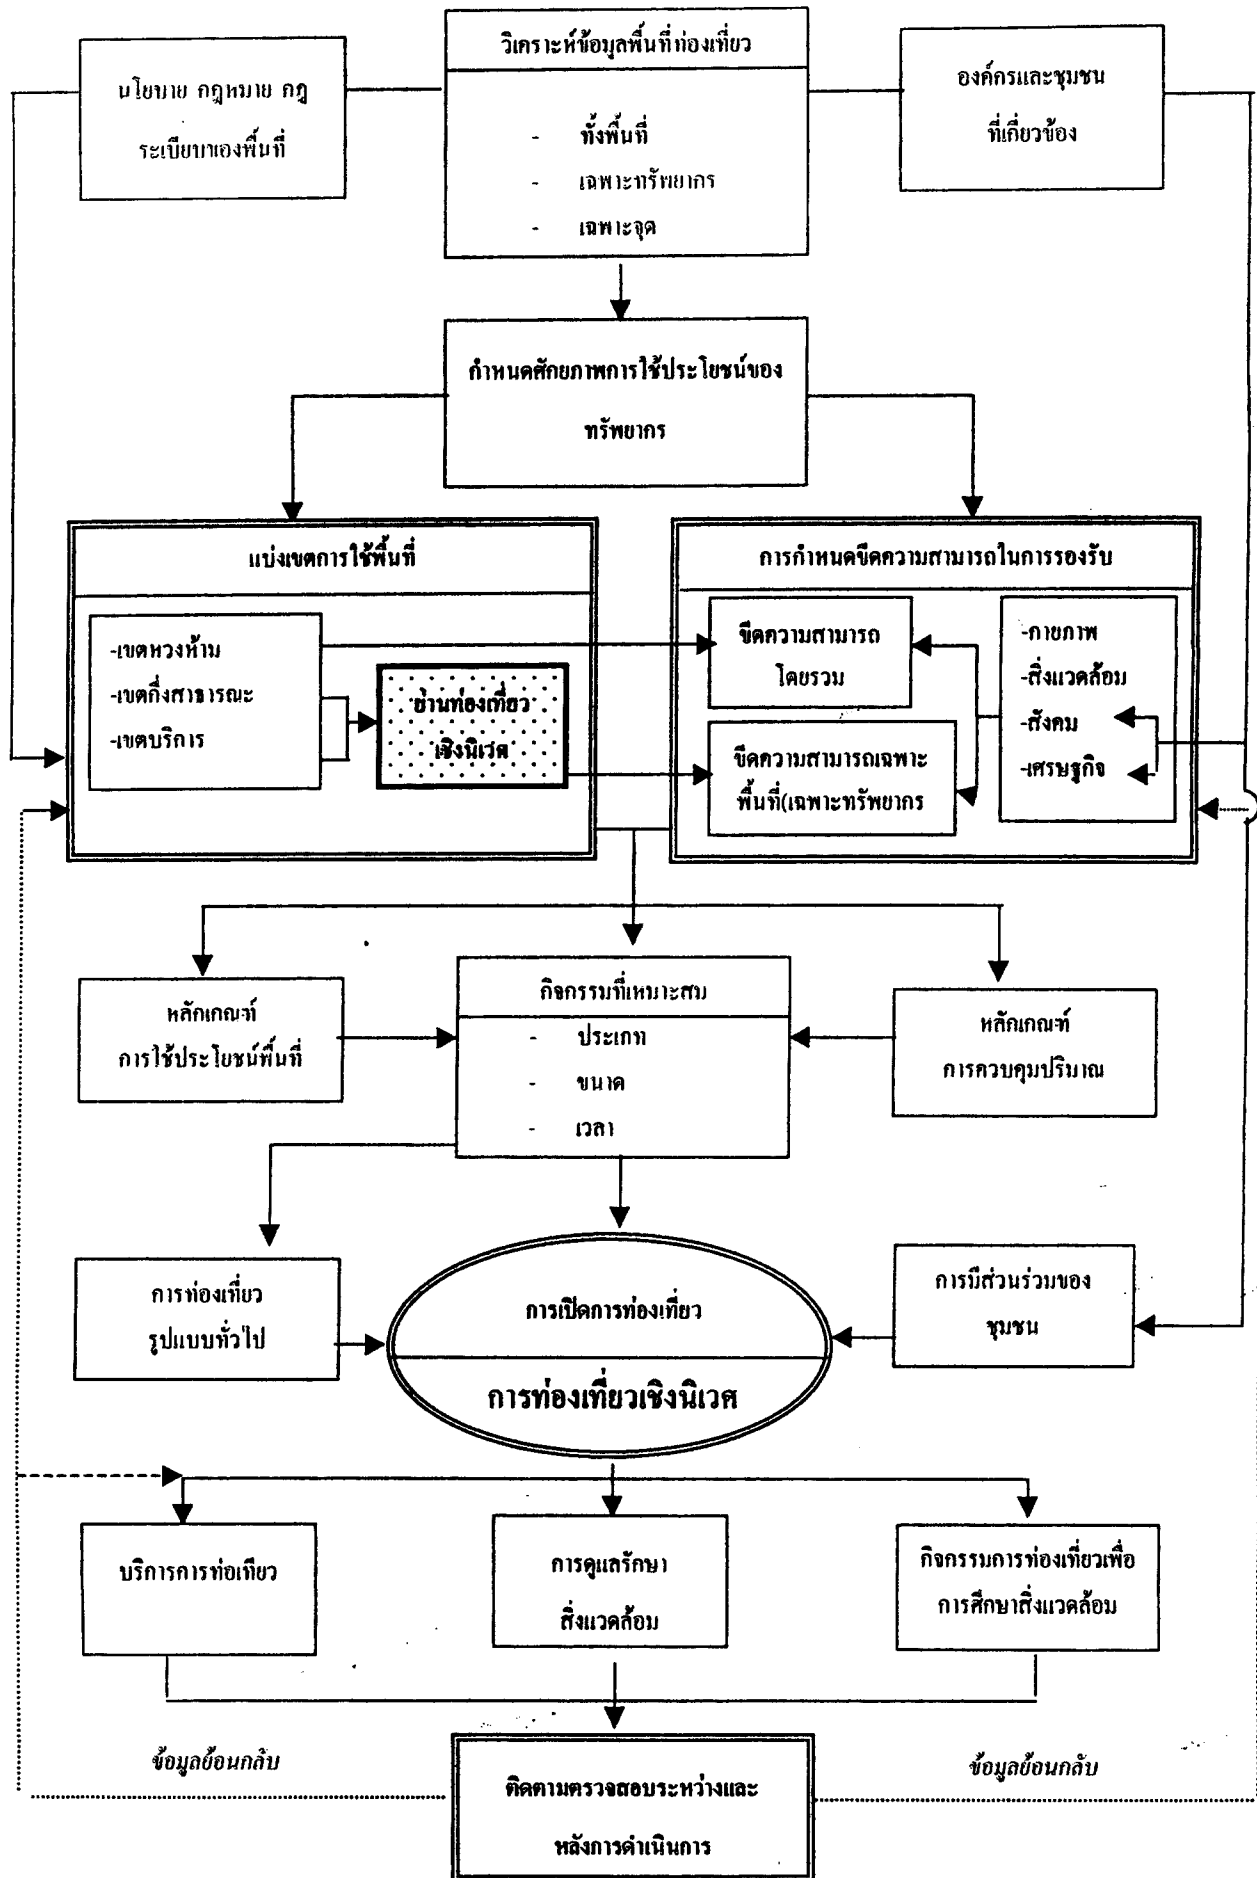 วิเคราะห์ข้อมูลพื้นที่ท่องเที่ยว
- ทั้งพื้นที่
- เฉพาะทรัพยากร
- เฉพาะจุด
นโยบาย กฎหมาย กฎ
ระเบียบของพื้นที่
องค์กรและชุมชน
ที่เกี่ยวข้อง
กำหนดศักยภาพการใช้ประโยชน์ของ
ทรัพยากร
แบ่งเขตการใช้พื้นที่
-เขตหวงห้าม
-เขตกึ่งสาธารณะ
-เขตบริการ
ย่านท่องเที่ยว
เชิงนิเวศ
การกำหนดขีดความสามารถในการรองรับ
ขีดความสามารถ
โดยรวม
ขีดความสามารถเฉพาะ
พื้นที่(เฉพาะทรัพยากร
-กายภาพ
-สิ่งแวดล้อม
-สังคม
-เศรษฐกิจ
หลักเกณฑ์
การใช้ประโยชน์พื้นที่
กิจกรรมที่เหมาะสม
- ประเภท
- ขนาด
- เวลา
หลักเกณฑ์
การควบคุมปริมาณ
การท่องเที่ยว
รูปแบบทั่วไป
การเปิดการท่องเที่ยว
การท่องเที่ยวเชิงนิเวศ
การมีส่วนร่วมของ
ชุมชน
บริการการท่อเทียว
การดูแลรักษา
สิ่งแวดล้อม
กิจกรรมการท่องเที่ยวเพื่อ
การศึกษาสิ่งแวดล้อม
ข้อมูลย้อนกลับ
ติดตามตรวจสอบระหว่างและ
หลังการดำเนินการ
ข้อมูลย้อนกลับ